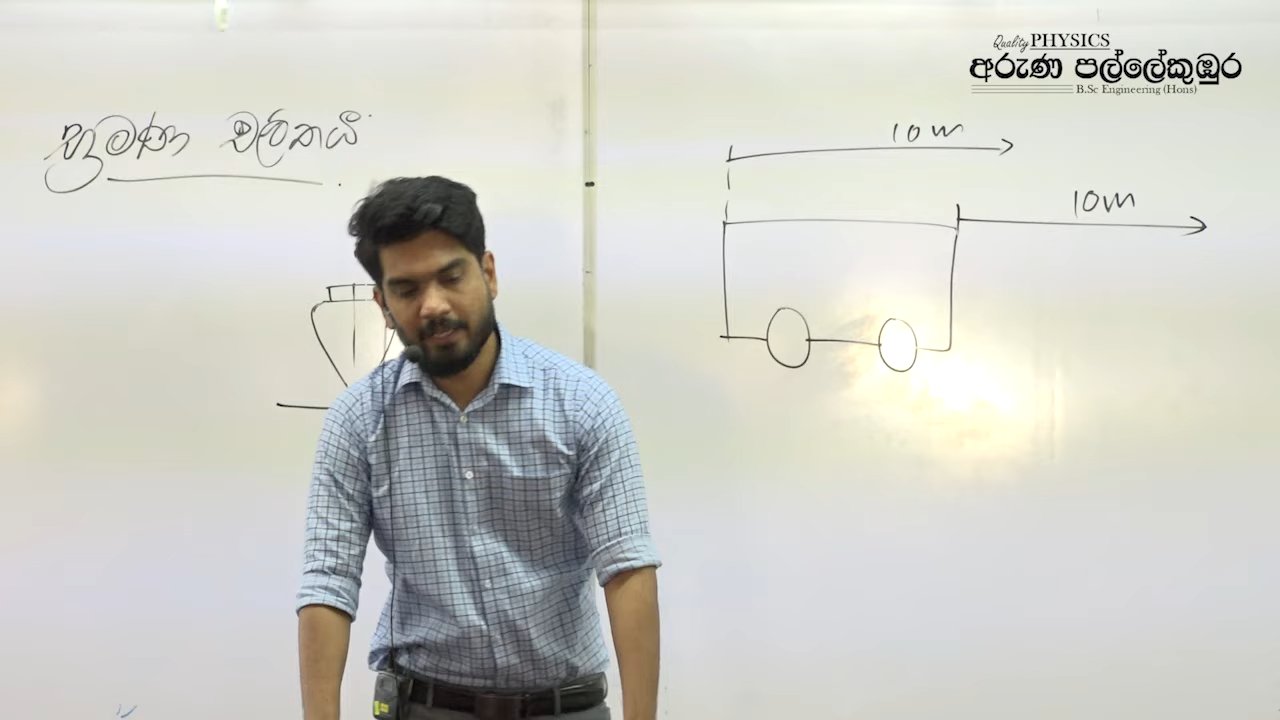 Quality PHYSICS
අරුණ පල්ලේකුඹුර
B.Sc Engineering (Hons)
භ්‍රමණ චලිතයී
10m
10m